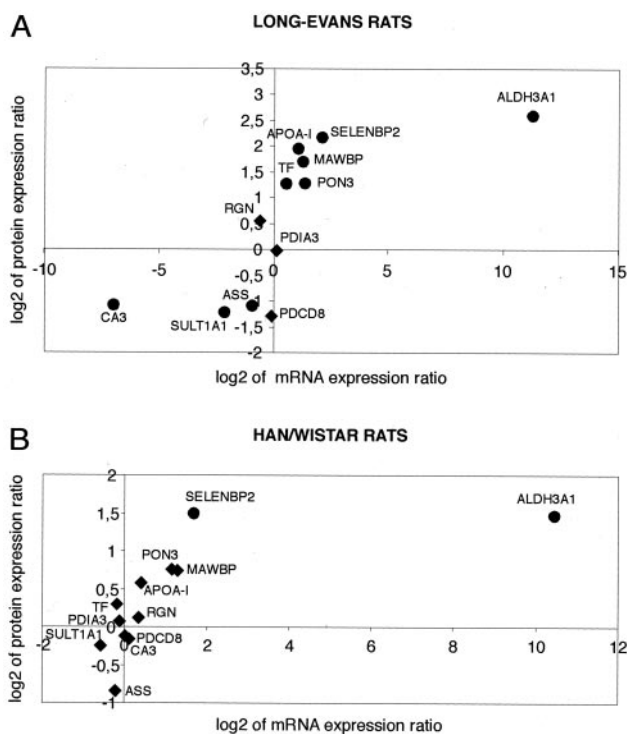 A
LONG-EVANS RATS
log2 of protein expression ratio
3,5
3
2,5
2
1,5
1
0,5
0
-0,5
-1
-1,5
-2
-10
-5
0
5
10
15
ALDH3A1
SELENBP2
APOA-I
MAWBP
TF
PON3
RGN
PDIA3
ASS
CA3
SULT1A1
PDCD8
log2 of mRNA expression ratio
B
HAN/WISTAR RATS
log2 of protein expression ratio
2
1,5
1
0,5
0
-0,5
-1
-2
0
2
4
6
8
10
12
SELENBP2
ALDH3A1
PON3
MAWBP
APOA-I
TF
RGN
PDIA3
SULT1A1
PDCD8
CA3
ASS
log2 of mRNA expression ratio